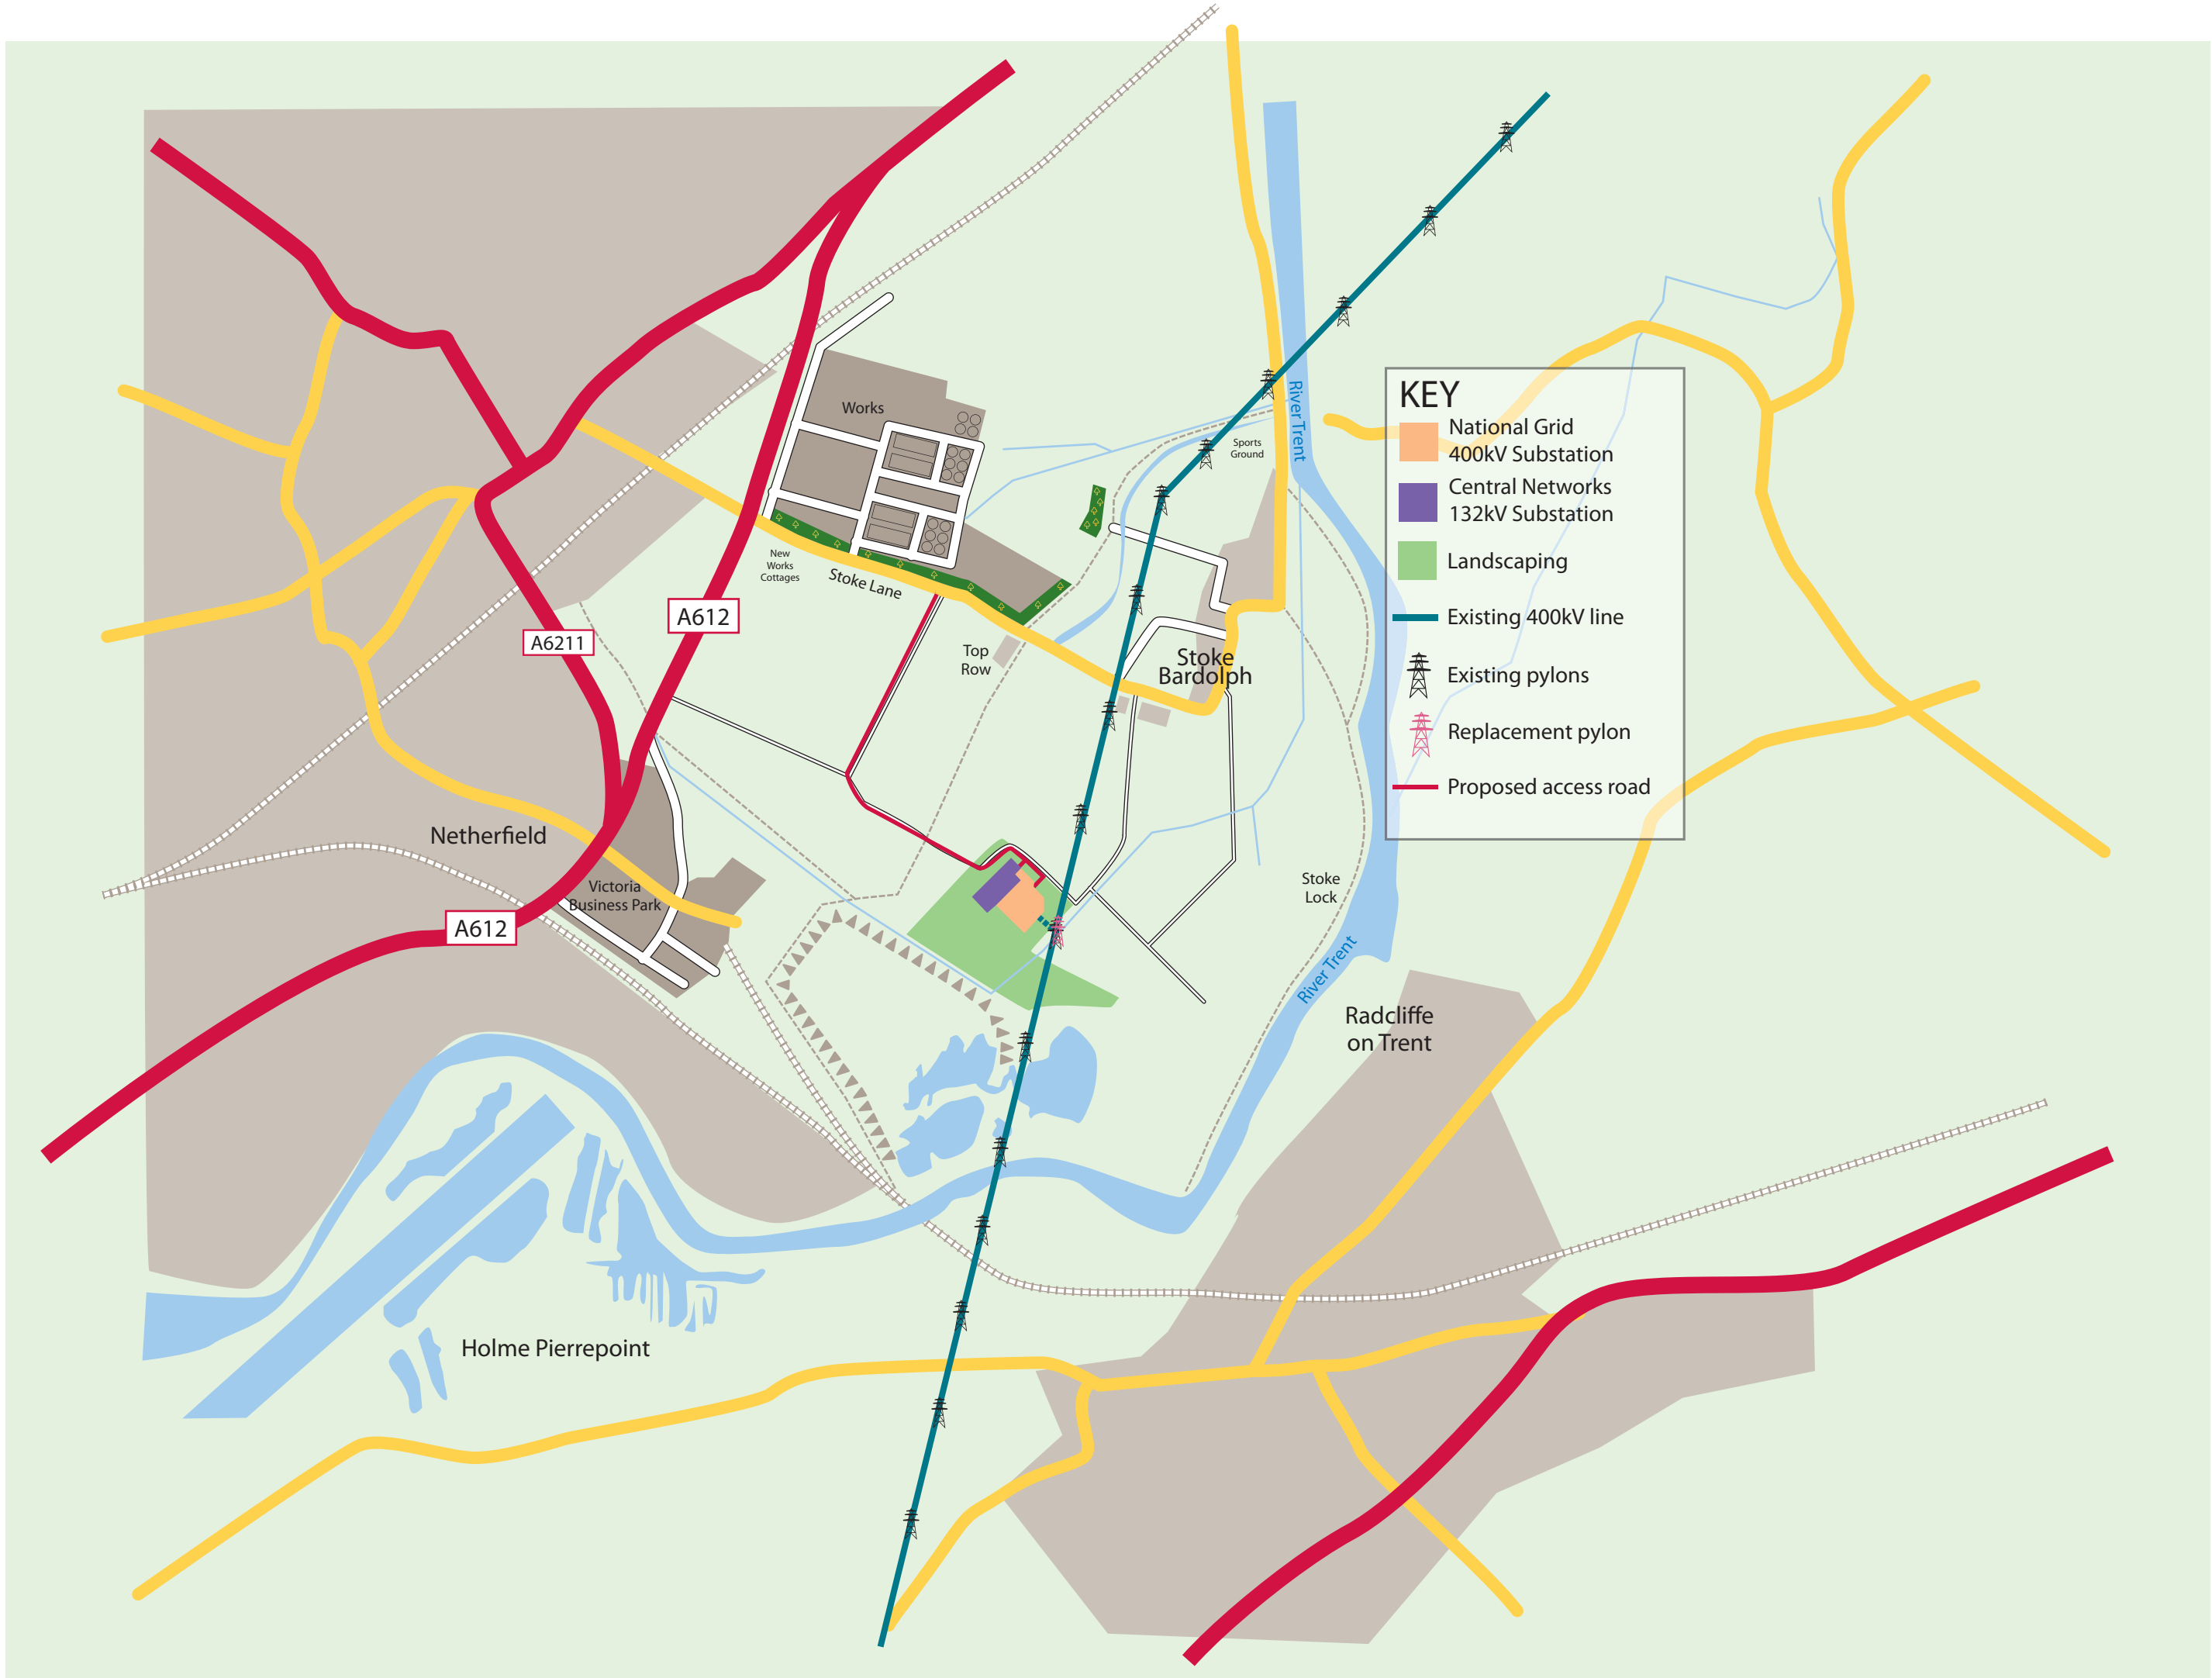 Works
Sports
Ground
River Trent
New
Works
Cottages
Stoke Lane
A612
A6211
Top
Row
Stoke
Bardolph
KEY
National Grid
400kV Substation
Central Networks
132kV Substation
Landscaping
Existing 400kV line
Existing pylons
Replacement pylon
Proposed access road
Netherfield
Victoria
Business Park
A612
Stoke
Lock
River Trent
Radcliffe
on Trent
Holme Pierrepoint